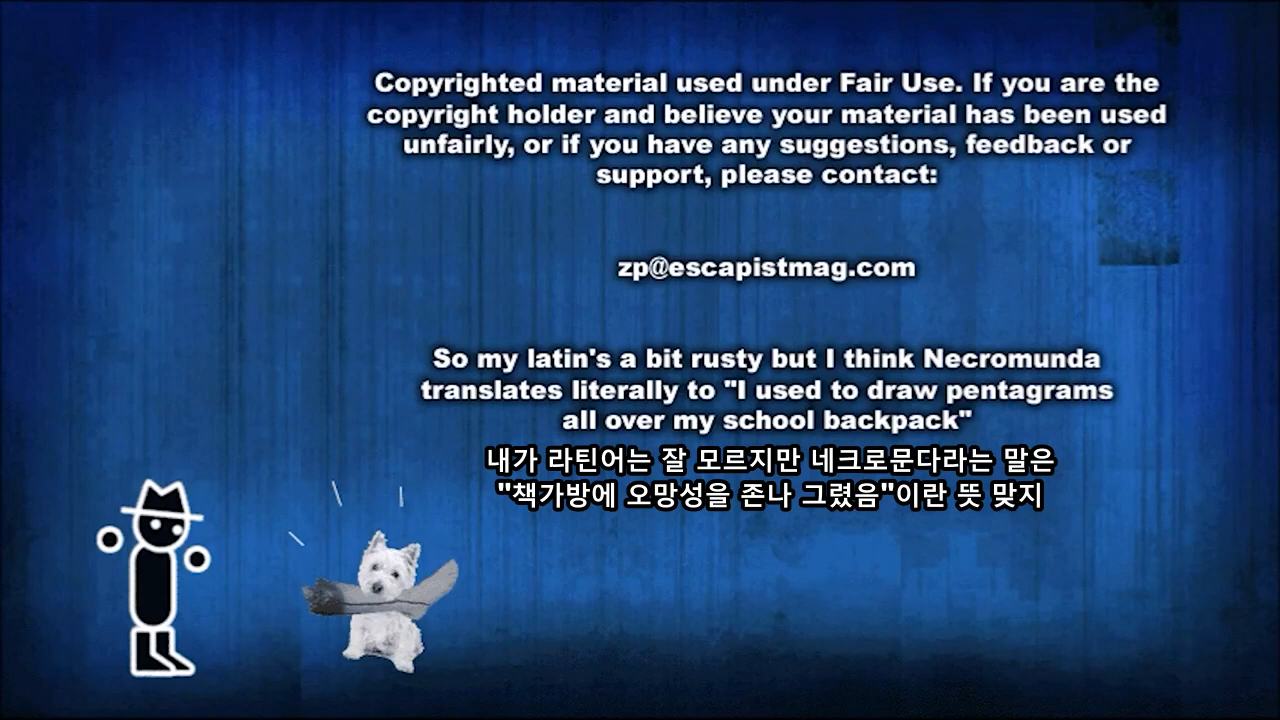 Copyrighted material used under Fair Use. If you are the
copyright holder and believe your material has been used
unfairly, or if you have any suggestions, feedback or
support, please contact:
zp@escapistmag.com
So my latin's a bit rusty but I think Necromunda
translates literally to "I used to draw pentagrams
all over my school backpack"
내가 라틴어는 잘 모르지만 네크로문다라는 말은
"책가방에 오망성을 존나 그렸음"이란 뜻 맞지